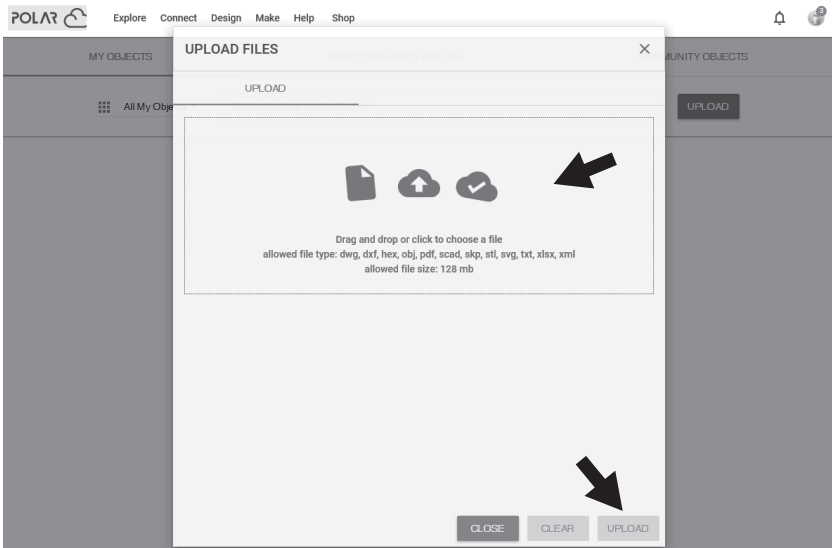 POLAR
Explore Connect Design Make Help Shop
3
MY OBJECTS
COMMUNITY OBJECTS
UPLOAD FILES
UPLOAD
All My Obje
UPLOAD
Drag and drop or click to choose a file
allowed file type: dwg, dxf, hex, obj, pdf, scad, skp, stl, svg, txt, xlsx, xml
allowed file size: 128 mb
CLOSE CLEAR UPLOAD